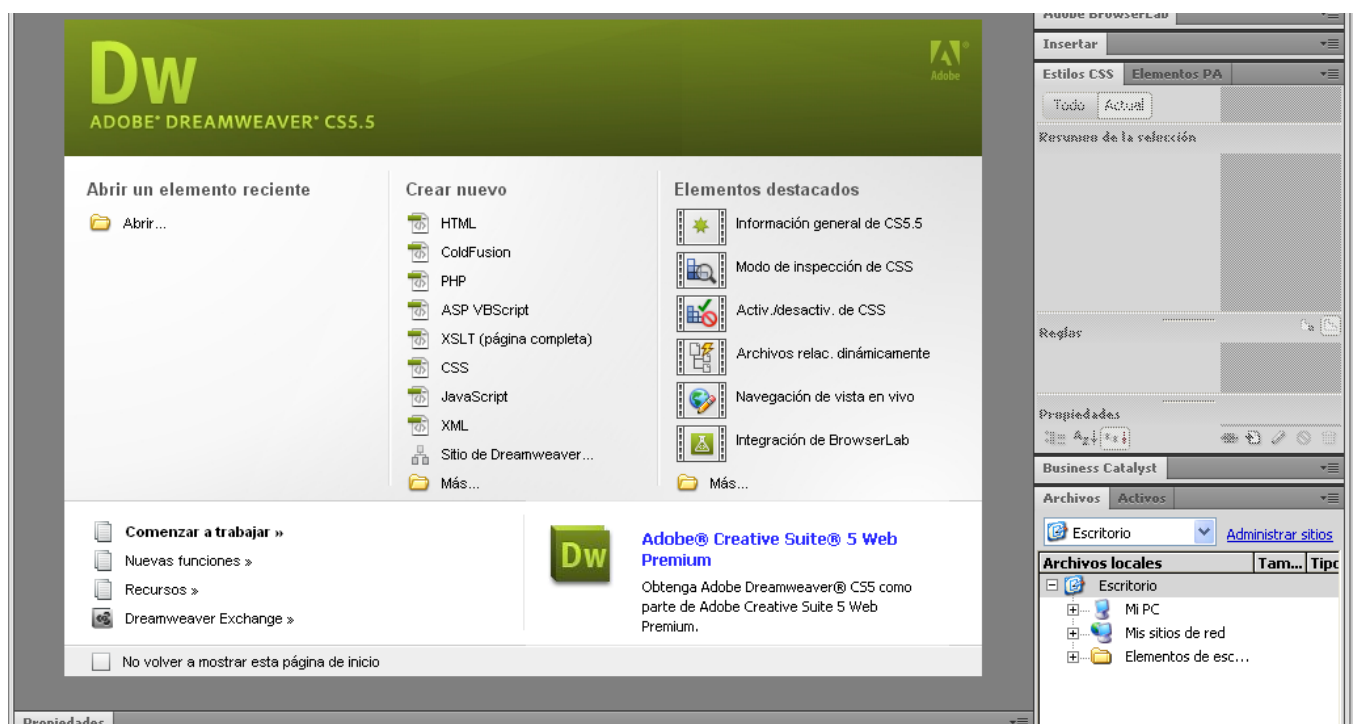 Dw
ADOBE® DREAMWEAVER® CS5.5
Adobe
Abrir un elemento reciente
Abrir...
Crear nuevo
HTML
ColdFusion
PHP
ASP VBScript
XSLT (página completa)
CSS
JavaScript
XML
Sitio de Dreamweaver...
Más...
Elementos destacados
Información general de CS5.5
Modo de inspección de CSS
Activ./desactiv. de CSS
Archivos relac. dinámicamente
Navegación de vista en vivo
Integración de BrowserLab
Más...
Comenzar a trabajar »
Nuevas funciones »
Recursos »
Dreamweaver Exchange »
Dw
Adobe® Creative Suite® 5 Web
Premium
Obtenga Adobe Dreamweaver® CS5 como
parte de Adobe Creative Suite 5 Web
Premium.
No volver a mostrar esta página de inicio
Propiedades
Adobe BrowserLab
Insertar
Estilos CSS Elementos PA
Todo Actual
Resumen de la selección
Reglas
Propiedades
Business Catalyst
Archivos Activos
Escritorio Administrar sitios
Archivos locales Tam... Tipo
Escritorio
Mi PC
Mis sitios de red
Elementos de esc...